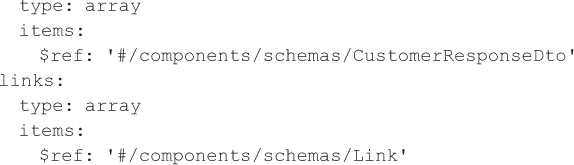 type: array
  items:
    $ref: '#/components/schemas/CustomerResponseDto'
links:
  type: array
  items:
    $ref: '#/components/schemas/Link'